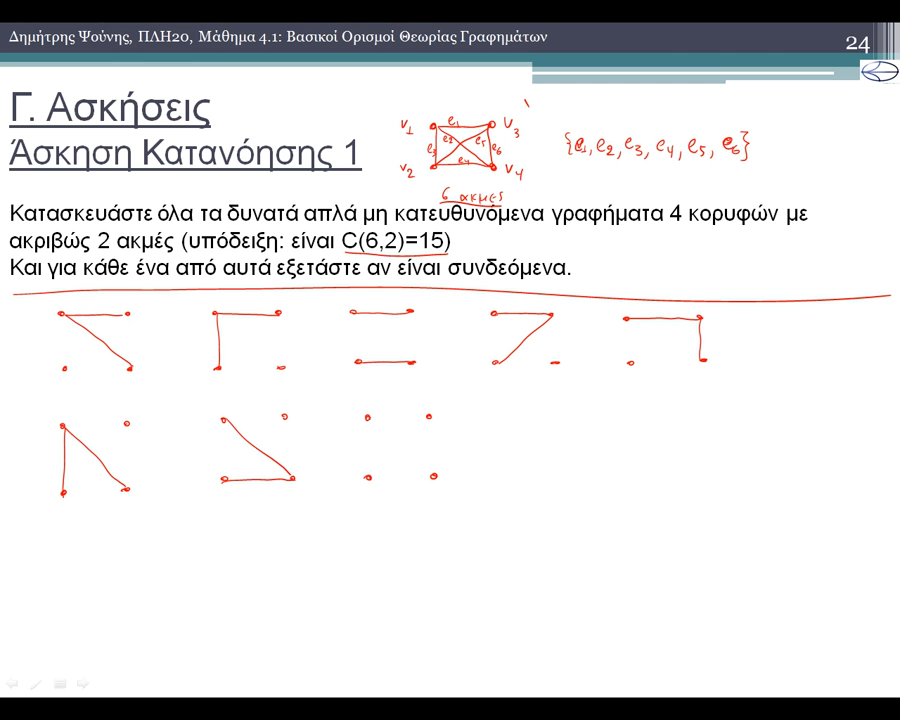 Δημήτρης Ψούνης, ΠΛΗ20, Μάθημα 4.1: Βασικοί Ορισμοί Θεωρίας Γραφημάτων
24
Γ. Ασκήσεις
Άσκηση Κατανόησης 1
v1 e1 v3
e3 e2 e5 e6
v2 e4 v4
{e1, e2, e3, e4, e5, e6}
6 ακμές
Κατασκευάστε όλα τα δυνατά απλά μη κατευθυνόμενα γραφήματα 4 κορυφών με
ακριβώς 2 ακμές (υπόδειξη: είναι C(6,2)=15)
Και για κάθε ένα από αυτά εξετάστε αν είναι συνδεόμενα.